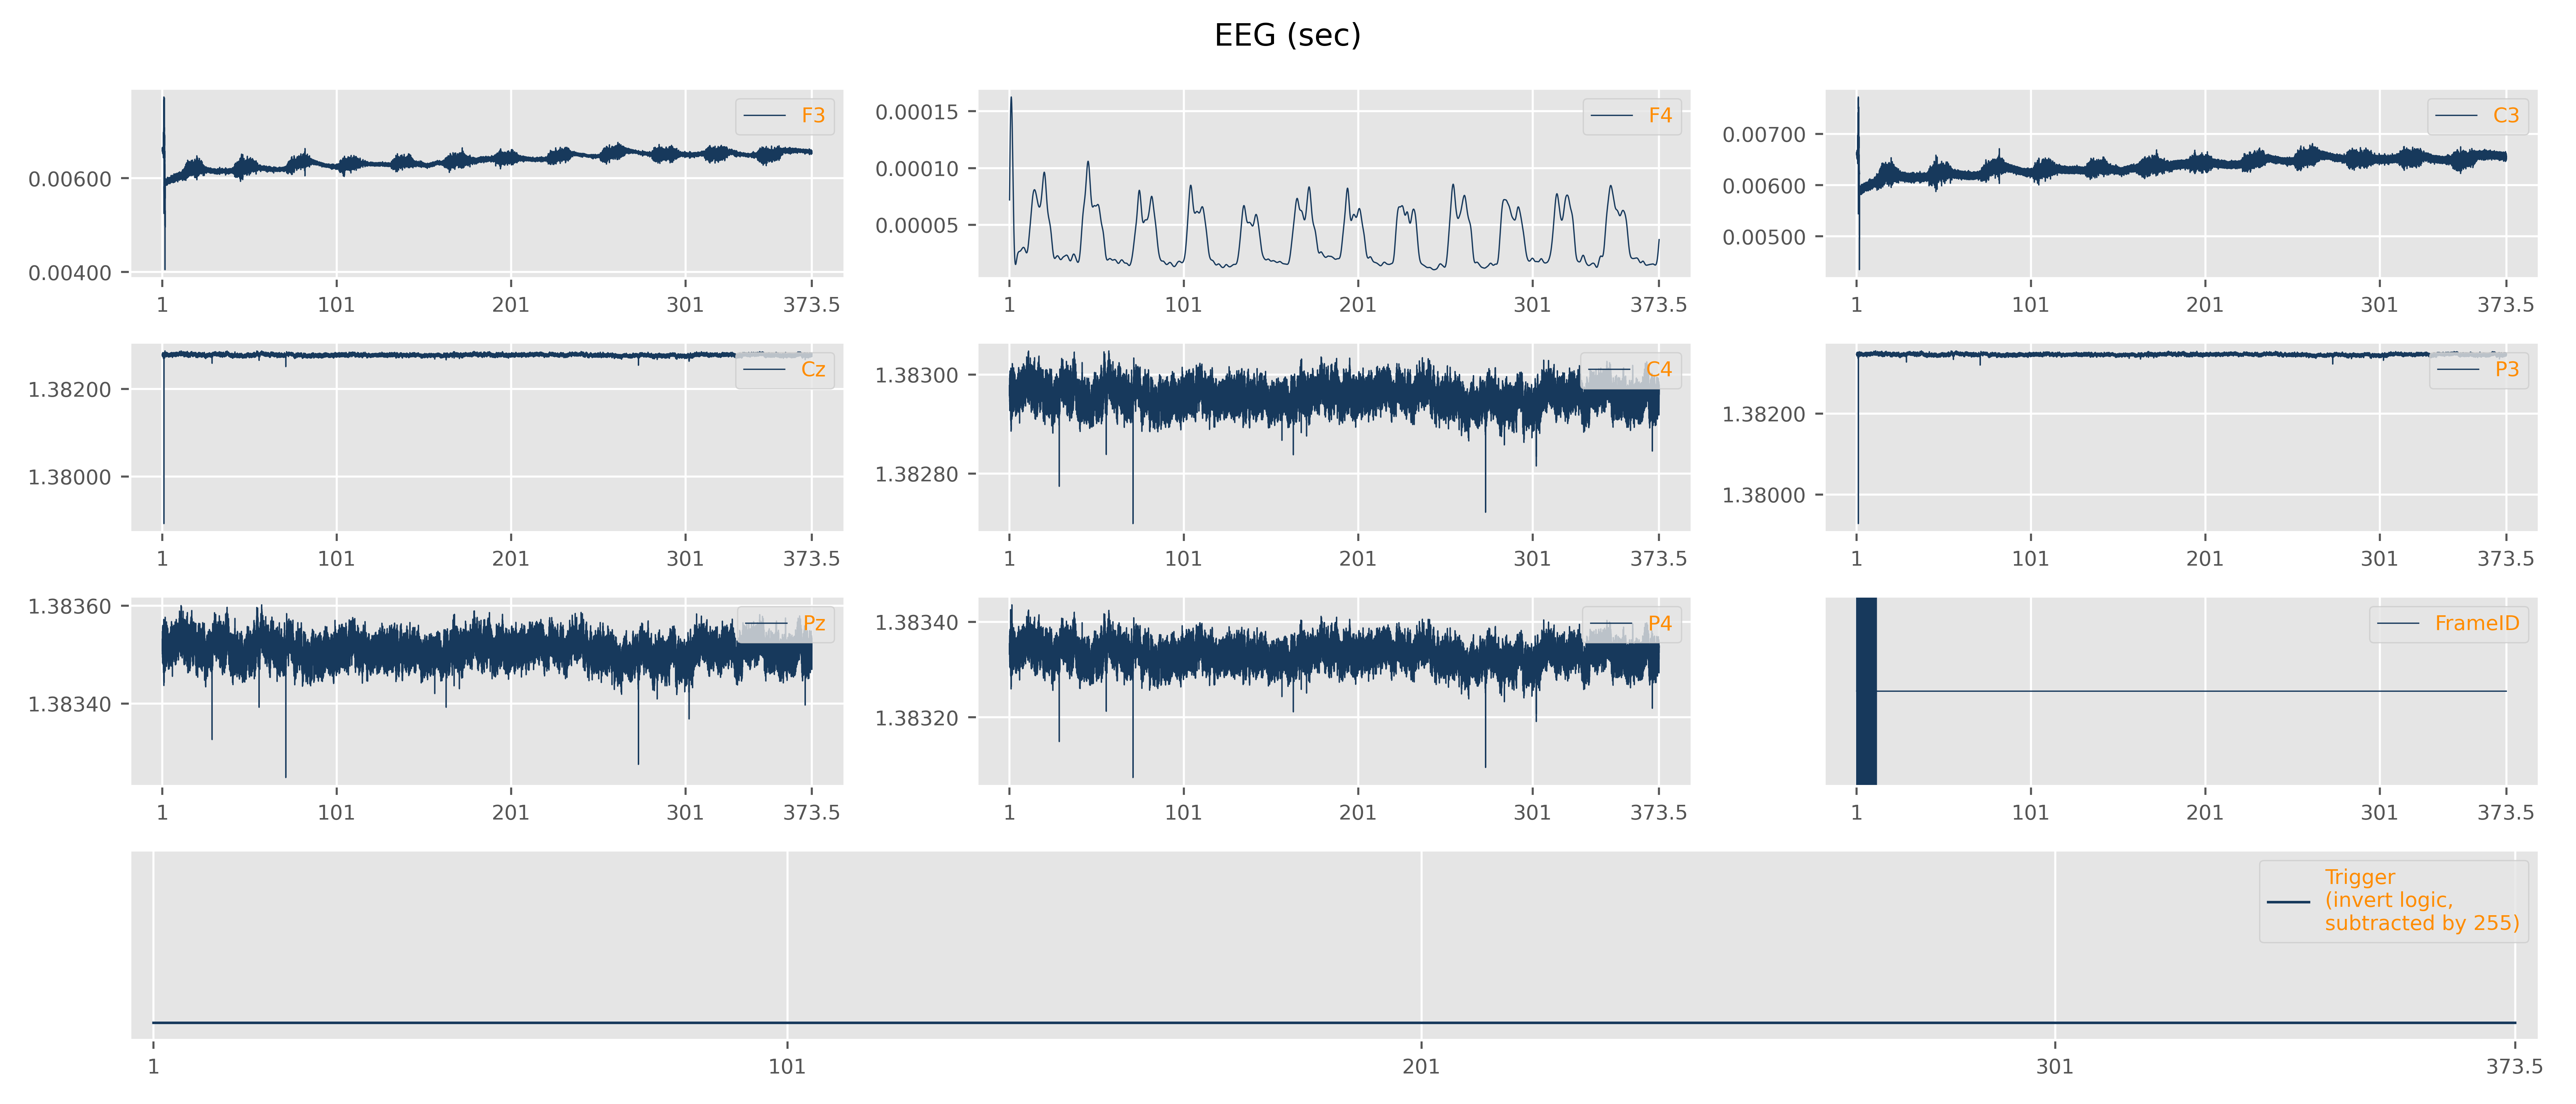 EEG (sec)
F3
0.00600
0.00400
1 101 201 301 373.5
F4
0.00015
0.00010
0.00005
1 101 201 301 373.5
C3
0.00700
0.00600
0.00500
1 101 201 301 373.5
Cz
1.38200
1.38000
1 101 201 301 373.5
C4
1.38300
1.38280
1 101 201 301 373.5
P3
1.38200
1.38000
1 101 201 301 373.5
Pz
1.38360
1.38340
1 101 201 301 373.5
P4
1.38340
1.38320
1 101 201 301 373.5
FrameID
1 101 201 301 373.5
Trigger
(invert logic,
subtracted by 255)
1 101 201 301 373.5